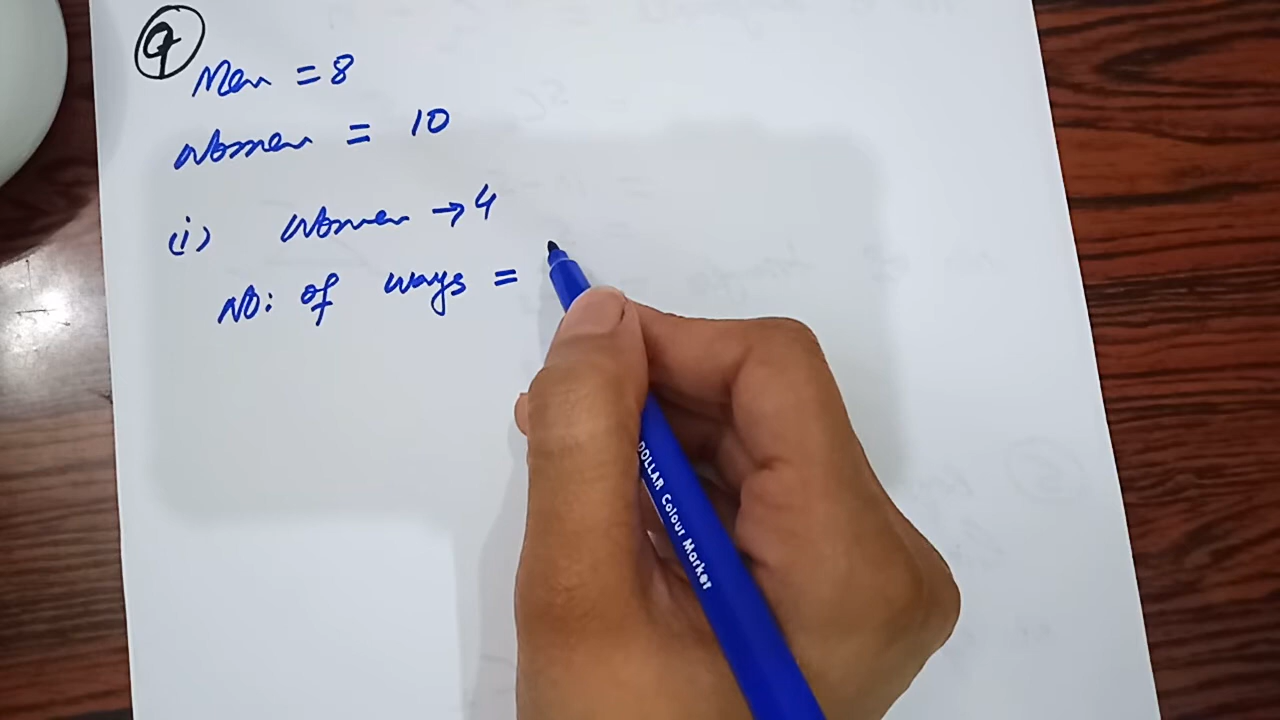 9
Men = 8
Women = 10
(i) Women → 4
No: of ways =
DOLLAR Colour Marker